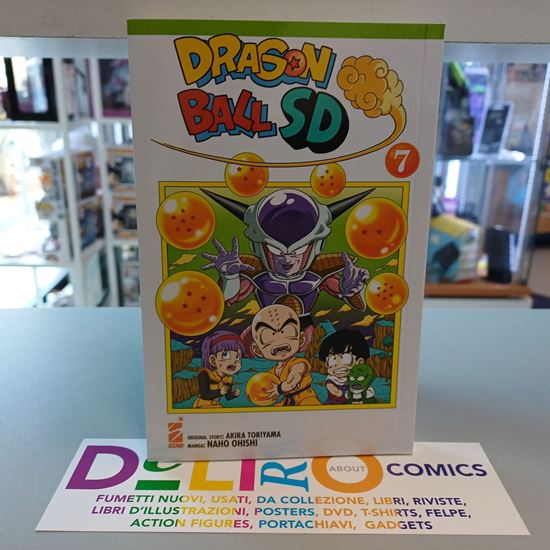 DRAGON
BALL SD
7
ORIGINAL STORY: AKIRA TORIYAMA
MANGA: NAHO OHISHI
STAR
DeLIRO ABOUT COMICS
FUMETTI NUOVI, USATI, DA COLLEZIONE, LIBRI, RIVISTE,
LIBRI D'ILLUSTRAZIONI, POSTERS, DVD, T-SHIRTS, FELPE,
ACTION FIGURES, PORTACHIAVI, GADGETS